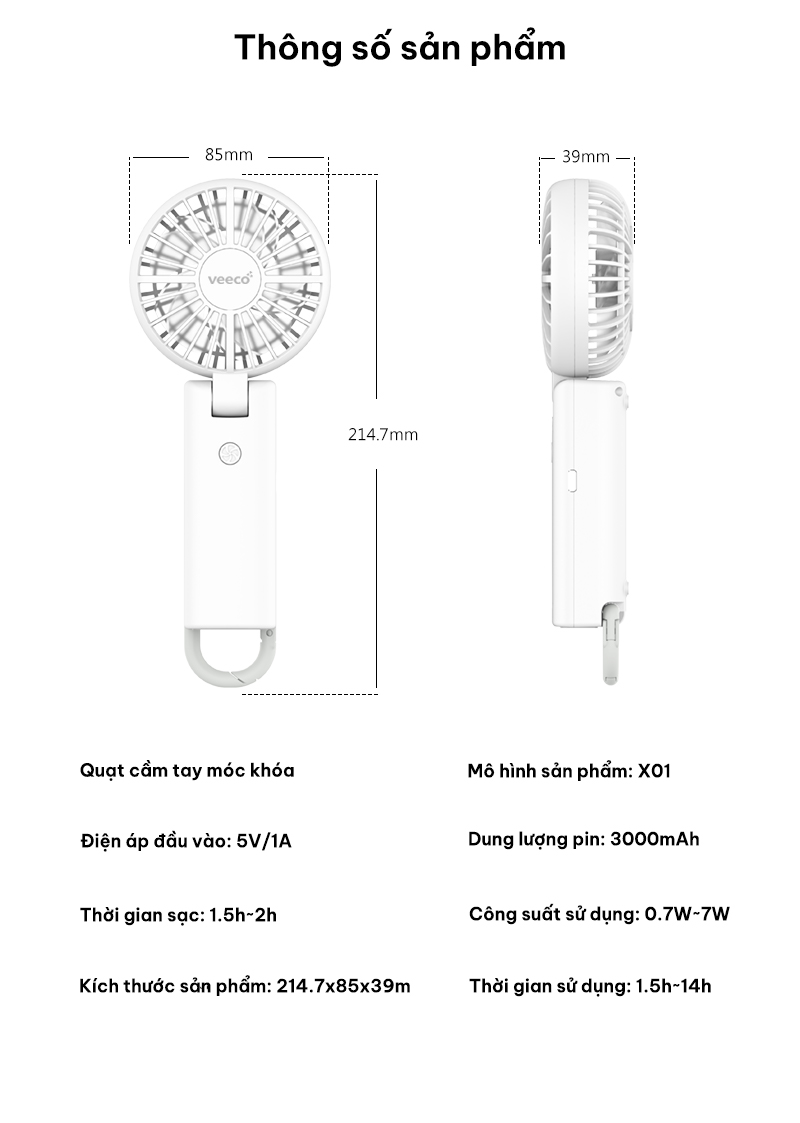 Thông số sản phẩm
85mm
39mm
veeco
214.7mm
Quạt cầm tay móc khóa
Mô hình sản phẩm: X01
Điện áp đầu vào: 5V/1A
Dung lượng pin: 3000mAh
Thời gian sạc: 1.5h~2h
Công suất sử dụng: 0.7W~7W
Kích thước sản phẩm: 214.7x85x39m
Thời gian sử dụng: 1.5h~14h